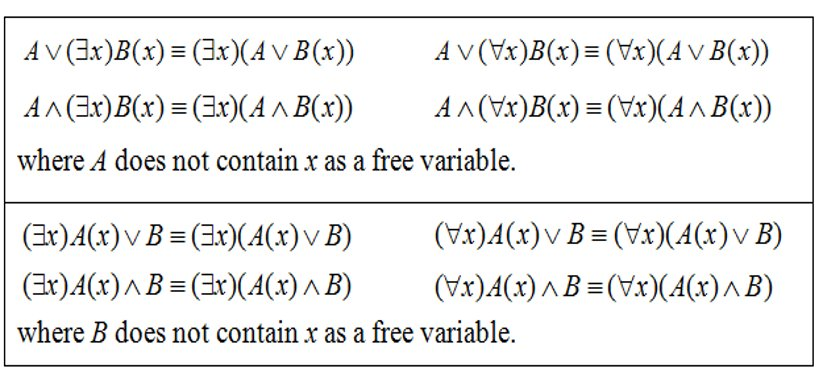 A ∨ (∃x)B(x) ≡ (∃x)(A ∨ B(x)) A ∨ (∀x)B(x) ≡ (∀x)(A ∨ B(x))
A ∧ (∃x)B(x) ≡ (∃x)(A ∧ B(x)) A ∧ (∀x)B(x) ≡ (∀x)(A ∧ B(x))
where A does not contain x as a free variable.
(∃x)A(x) ∨ B ≡ (∃x)(A(x) ∨ B) (∀x)A(x) ∨ B ≡ (∀x)(A(x) ∨ B)
(∃x)A(x) ∧ B ≡ (∃x)(A(x) ∧ B) (∀x)A(x) ∧ B ≡ (∀x)(A(x) ∧ B)
where B does not contain x as a free variable.